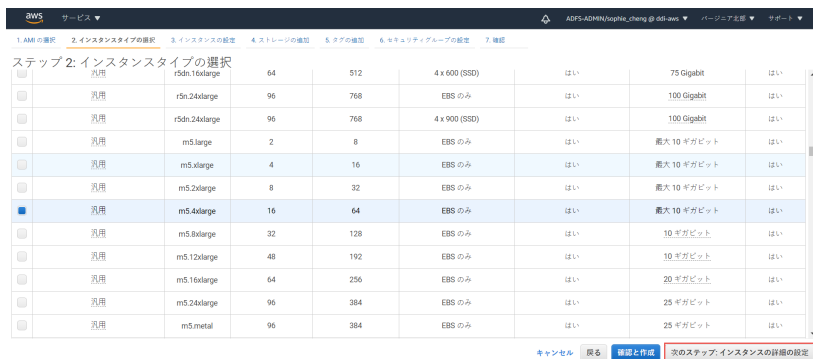 aws サービス ▼ ADFS-ADMIN/sophie_cheng @ ddi-aws ▼ バージニア北部 ▼ サポート ▼
1. AMI の選択 2. インスタンスタイプの選択 3. インスタンスの設定 4. ストレージの追加 5. タグの追加 6. セキュリティグループの設定 7. 確認
ステップ 2: インスタンスタイプの選択
汎用 r5dn.16xlarge 64 512 4 x 600 (SSD) はい 75 Gigabit はい
汎用 r5n.24xlarge 96 768 EBS のみ はい 100 Gigabit はい
汎用 r5dn.24xlarge 96 768 4 x 900 (SSD) はい 100 Gigabit はい
汎用 m5.large 2 8 EBS のみ はい 最大 10 ギガビット はい
汎用 m5.xlarge 4 16 EBS のみ はい 最大 10 ギガビット はい
汎用 m5.2xlarge 8 32 EBS のみ はい 最大 10 ギガビット はい
汎用 m5.4xlarge 16 64 EBS のみ はい 最大 10 ギガビット はい
汎用 m5.8xlarge 32 128 EBS のみ はい 10 ギガビット はい
汎用 m5.12xlarge 48 192 EBS のみ はい 10 ギガビット はい
汎用 m5.16xlarge 64 256 EBS のみ はい 20 ギガビット はい
汎用 m5.24xlarge 96 384 EBS のみ はい 25 ギガビット はい
汎用 m5.metal 96 384 EBS のみ はい 25 ギガビット はい
キャンセル 戻る 確認と作成 次のステップ: インスタンスの詳細の設定